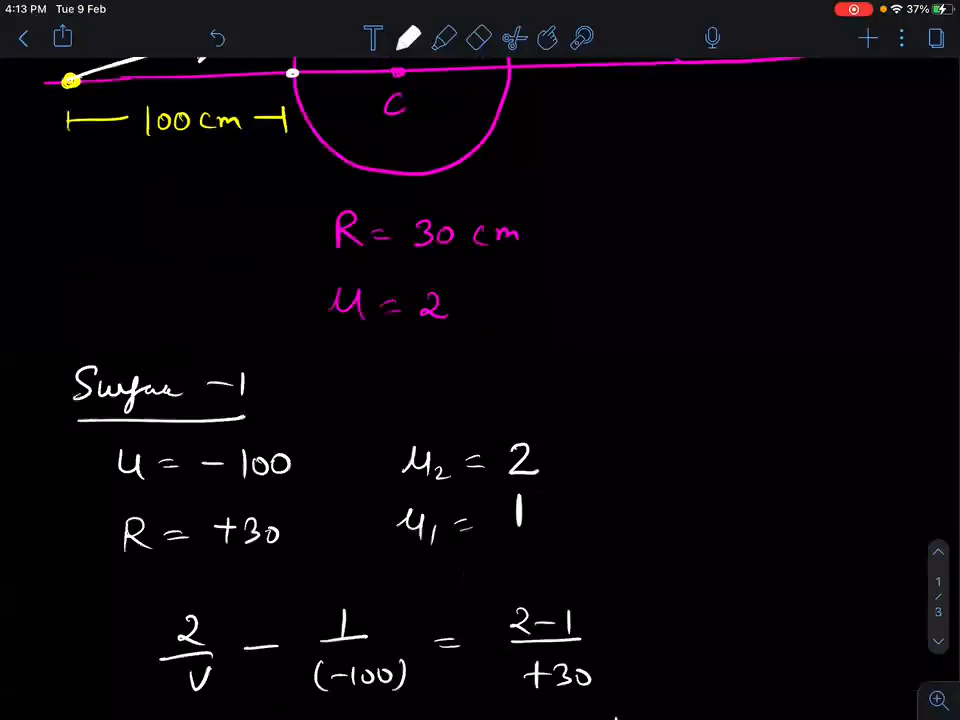 4:13 PM Tue 9 Feb 37%
T
100 cm
C
R = 30 cm
μ = 2
Surface -1
u = - 100 μ2 = 2
R = +30 μ1 = 1
2/v - 1/(-100) = 2-1/+30
1
/
3